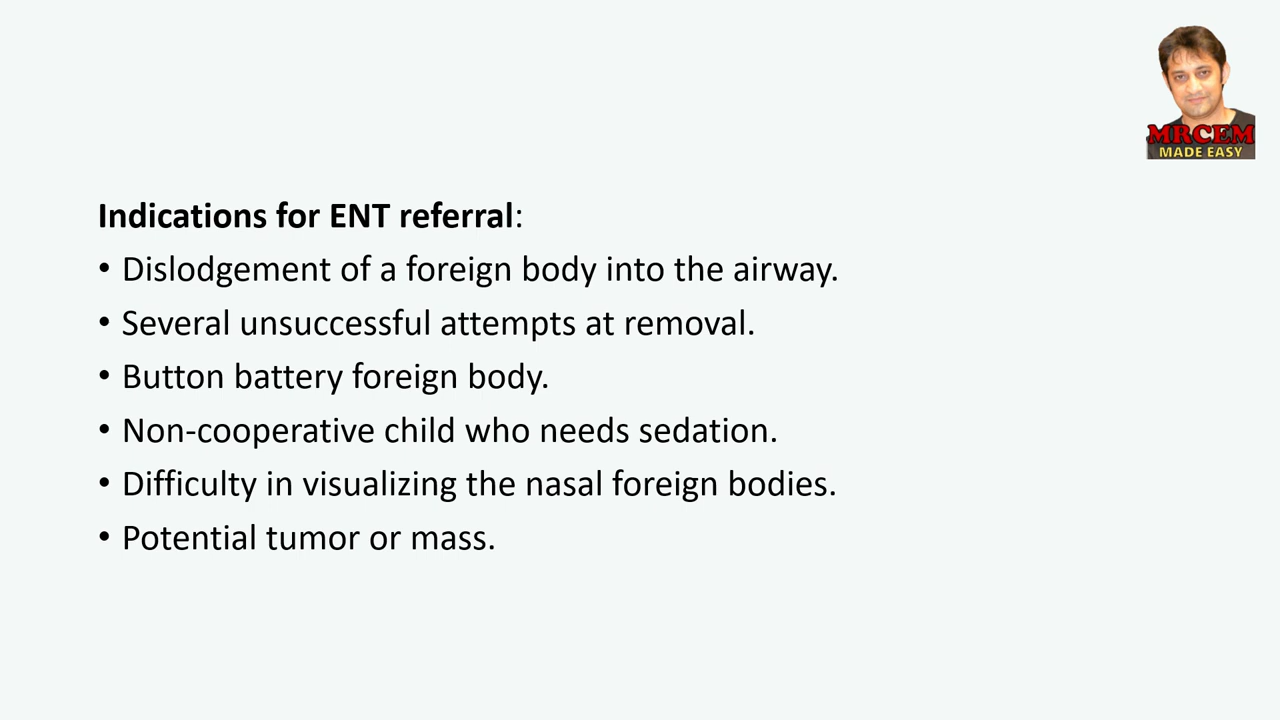 MRCEM
MADE EASY
Indications for ENT referral:
• Dislodgement of a foreign body into the airway.
• Several unsuccessful attempts at removal.
• Button battery foreign body.
• Non-cooperative child who needs sedation.
• Difficulty in visualizing the nasal foreign bodies.
• Potential tumor or mass.